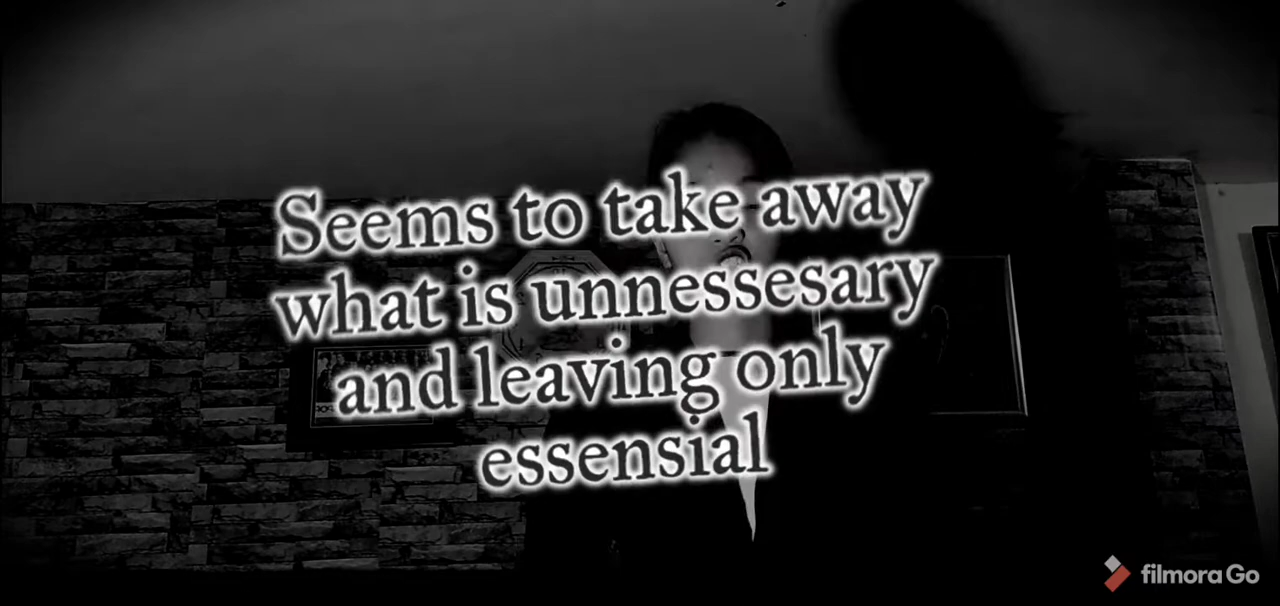 Seems to take away
what is unnessesary
and leaving only
essensial
filmora Go